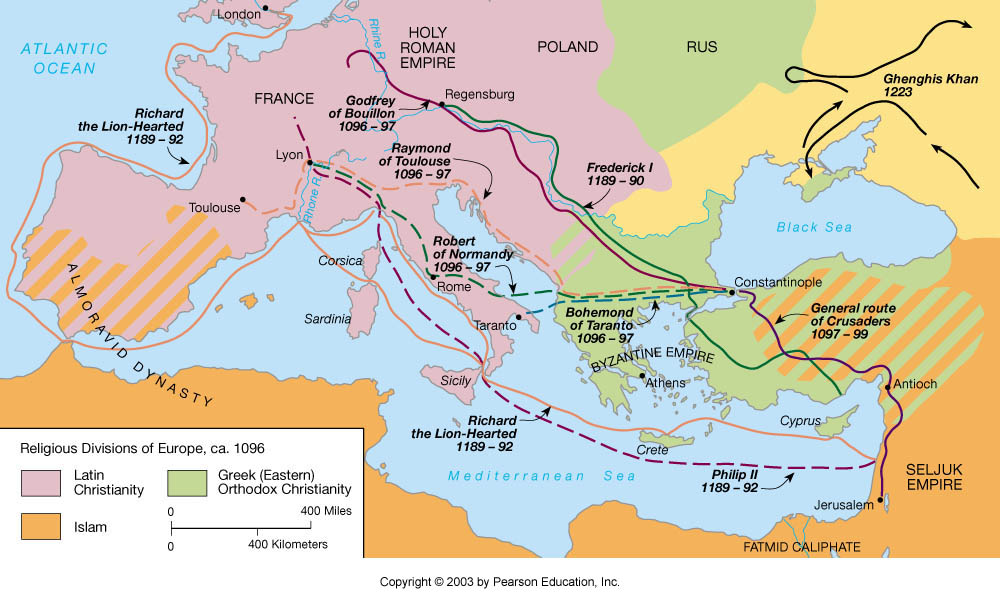 London
ATLANTIC
OCEAN
Rhine R.
HOLY
ROMAN
EMPIRE
POLAND
RUS
Ghenghis Khan
1223
FRANCE
Richard
the Lion-Hearted
1189 – 92
Godfrey
of Bouillon
1096 – 97
Regensburg
Raymond
of Toulouse
1096 – 97
Lyon
Frederick I
1189 – 90
Rhone R.
Toulouse
Black Sea
Corsica
Robert
of Normandy
1096 – 97
Rome
Constantinople
ALMORAVID DYNASTY
Sardinia
Taranto
Bohemond
of Taranto
1096 – 97
General route
of Crusaders
1097 – 99
BYZANTINE EMPIRE
Athens
Antioch
Sicily
Richard
the Lion-Hearted
1189 – 92
Crete
Cyprus
Mediterranean Sea
Philip II
1189 – 92
SELJUK
EMPIRE
Jerusalem
FATMID CALIPHATE
Religious Divisions of Europe, ca. 1096
Latin
Christianity
Greek (Eastern)
Orthodox Christianity
Islam
0 400 Miles
0 400 Kilometers
Copyright © 2003 by Pearson Education, Inc.